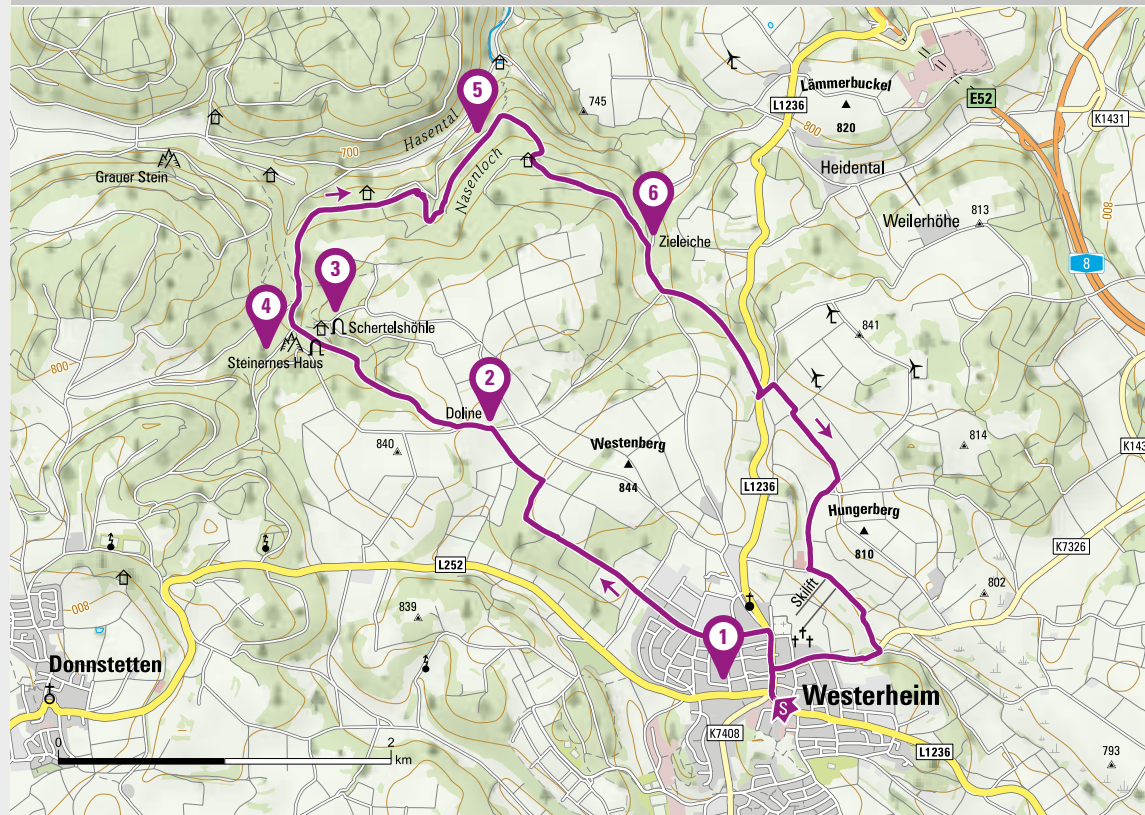 745
L1236
Lämmerbuckel
820
800
E52
K1431
5
Hasental
700
Grauer Stein
Nasenloch
Heidental
6
Zieleiche
Weilerhöhe
813
800
8
3
4
Schertelshöhle
Steinernes Haus
800
841
2
Doline
840
Westenberg
844
814
K143
L1236
Hungerberg
810
K7326
L252
Skilift
802
800
839
1
Donnstetten
S
Westerheim
K7408
L1236
793
0
2
km